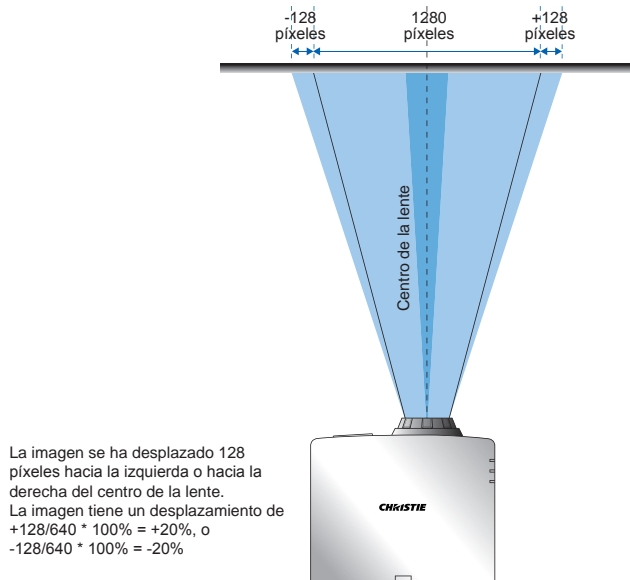 -128
píxeles
1280
píxeles
+128
píxeles
Centro de la lente
La imagen se ha desplazado 128
píxeles hacia la izquierda o hacia la
derecha del centro de la lente.
La imagen tiene un desplazamiento de
+128/640 * 100% = +20%, o
-128/640 * 100% = -20%
CHRISTIE